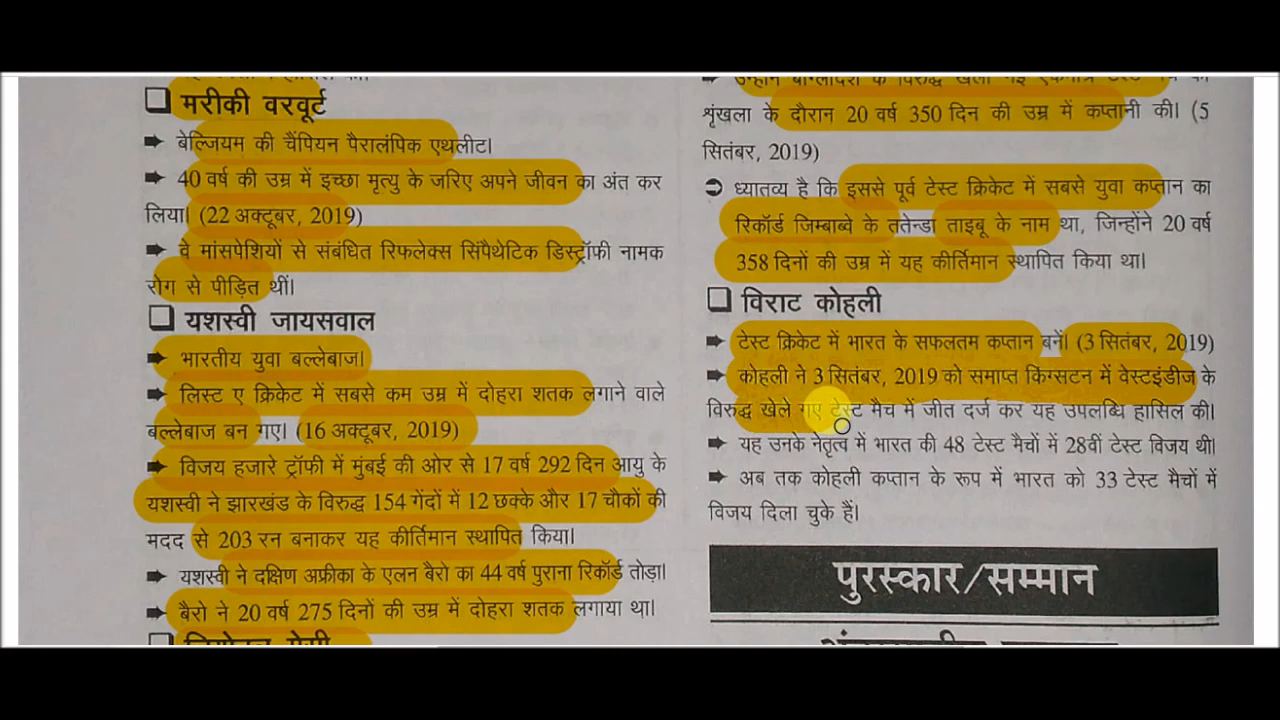 ❑ मरीकी वरवूर्ट
➡ बेल्जियम की चैंपियन पैरालंपिक एथलीट।
➡ 40 वर्ष की उम्र में इच्छा मृत्यु के जरिए अपने जीवन का अंत कर
लिया। (22 अक्टूबर, 2019)
➡ वे मांसपेशियों से संबंधित रिफलेक्स सिंपैथेटिक डिस्ट्रॉफी नामक
रोग से पीड़ित थीं।
❑ यशस्वी जायसवाल
➡ भारतीय युवा बल्लेबाज।
➡ लिस्ट ए क्रिकेट में सबसे कम उम्र में दोहरा शतक लगाने वाले
बल्लेबाज बन गए। (16 अक्टूबर, 2019)
➡ विजय हजारे ट्रॉफी में मुंबई की ओर से 17 वर्ष 292 दिन आयु के
यशस्वी ने झारखंड के विरुद्ध 154 गेंदों में 12 छक्के और 17 चौकों की
मदद से 203 रन बनाकर यह कीर्तिमान स्थापित किया।
➡ यशस्वी ने दक्षिण अफ्रीका के एलन बैरो का 44 वर्ष पुराना रिकॉर्ड तोड़ा।
➡ बैरो ने 20 वर्ष 275 दिनों की उम्र में दोहरा शतक लगाया था।
➡ उन्होंने बांग्लादेश के विरुद्ध खेली गई एकमात्र टेस्ट
शृंखला के दौरान 20 वर्ष 350 दिन की उम्र में कप्तानी की। (5
सितंबर, 2019)
➲ ध्यातव्य है कि इससे पूर्व टेस्ट क्रिकेट में सबसे युवा कप्तान का
रिकॉर्ड जिम्बाब्वे के ततेन्डा ताइबू के नाम था, जिन्होंने 20 वर्ष
358 दिनों की उम्र में यह कीर्तिमान स्थापित किया था।
❑ विराट कोहली
➡ टेस्ट क्रिकेट में भारत के सफलतम कप्तान बनें। (3 सितंबर, 2019)
➡ कोहली ने 3 सितंबर, 2019 को समाप्त किंग्सटन में वेस्टइंडीज के
विरुद्ध खेले गए टेस्ट मैच में जीत दर्ज कर यह उपलब्धि हासिल की।
➡ यह उनके नेतृत्व में भारत की 48 टेस्ट मैचों में 28वीं टेस्ट विजय थी।
➡ अब तक कोहली कप्तान के रूप में भारत को 33 टेस्ट मैचों में
विजय दिला चुके हैं।
पुरस्कार/सम्मान